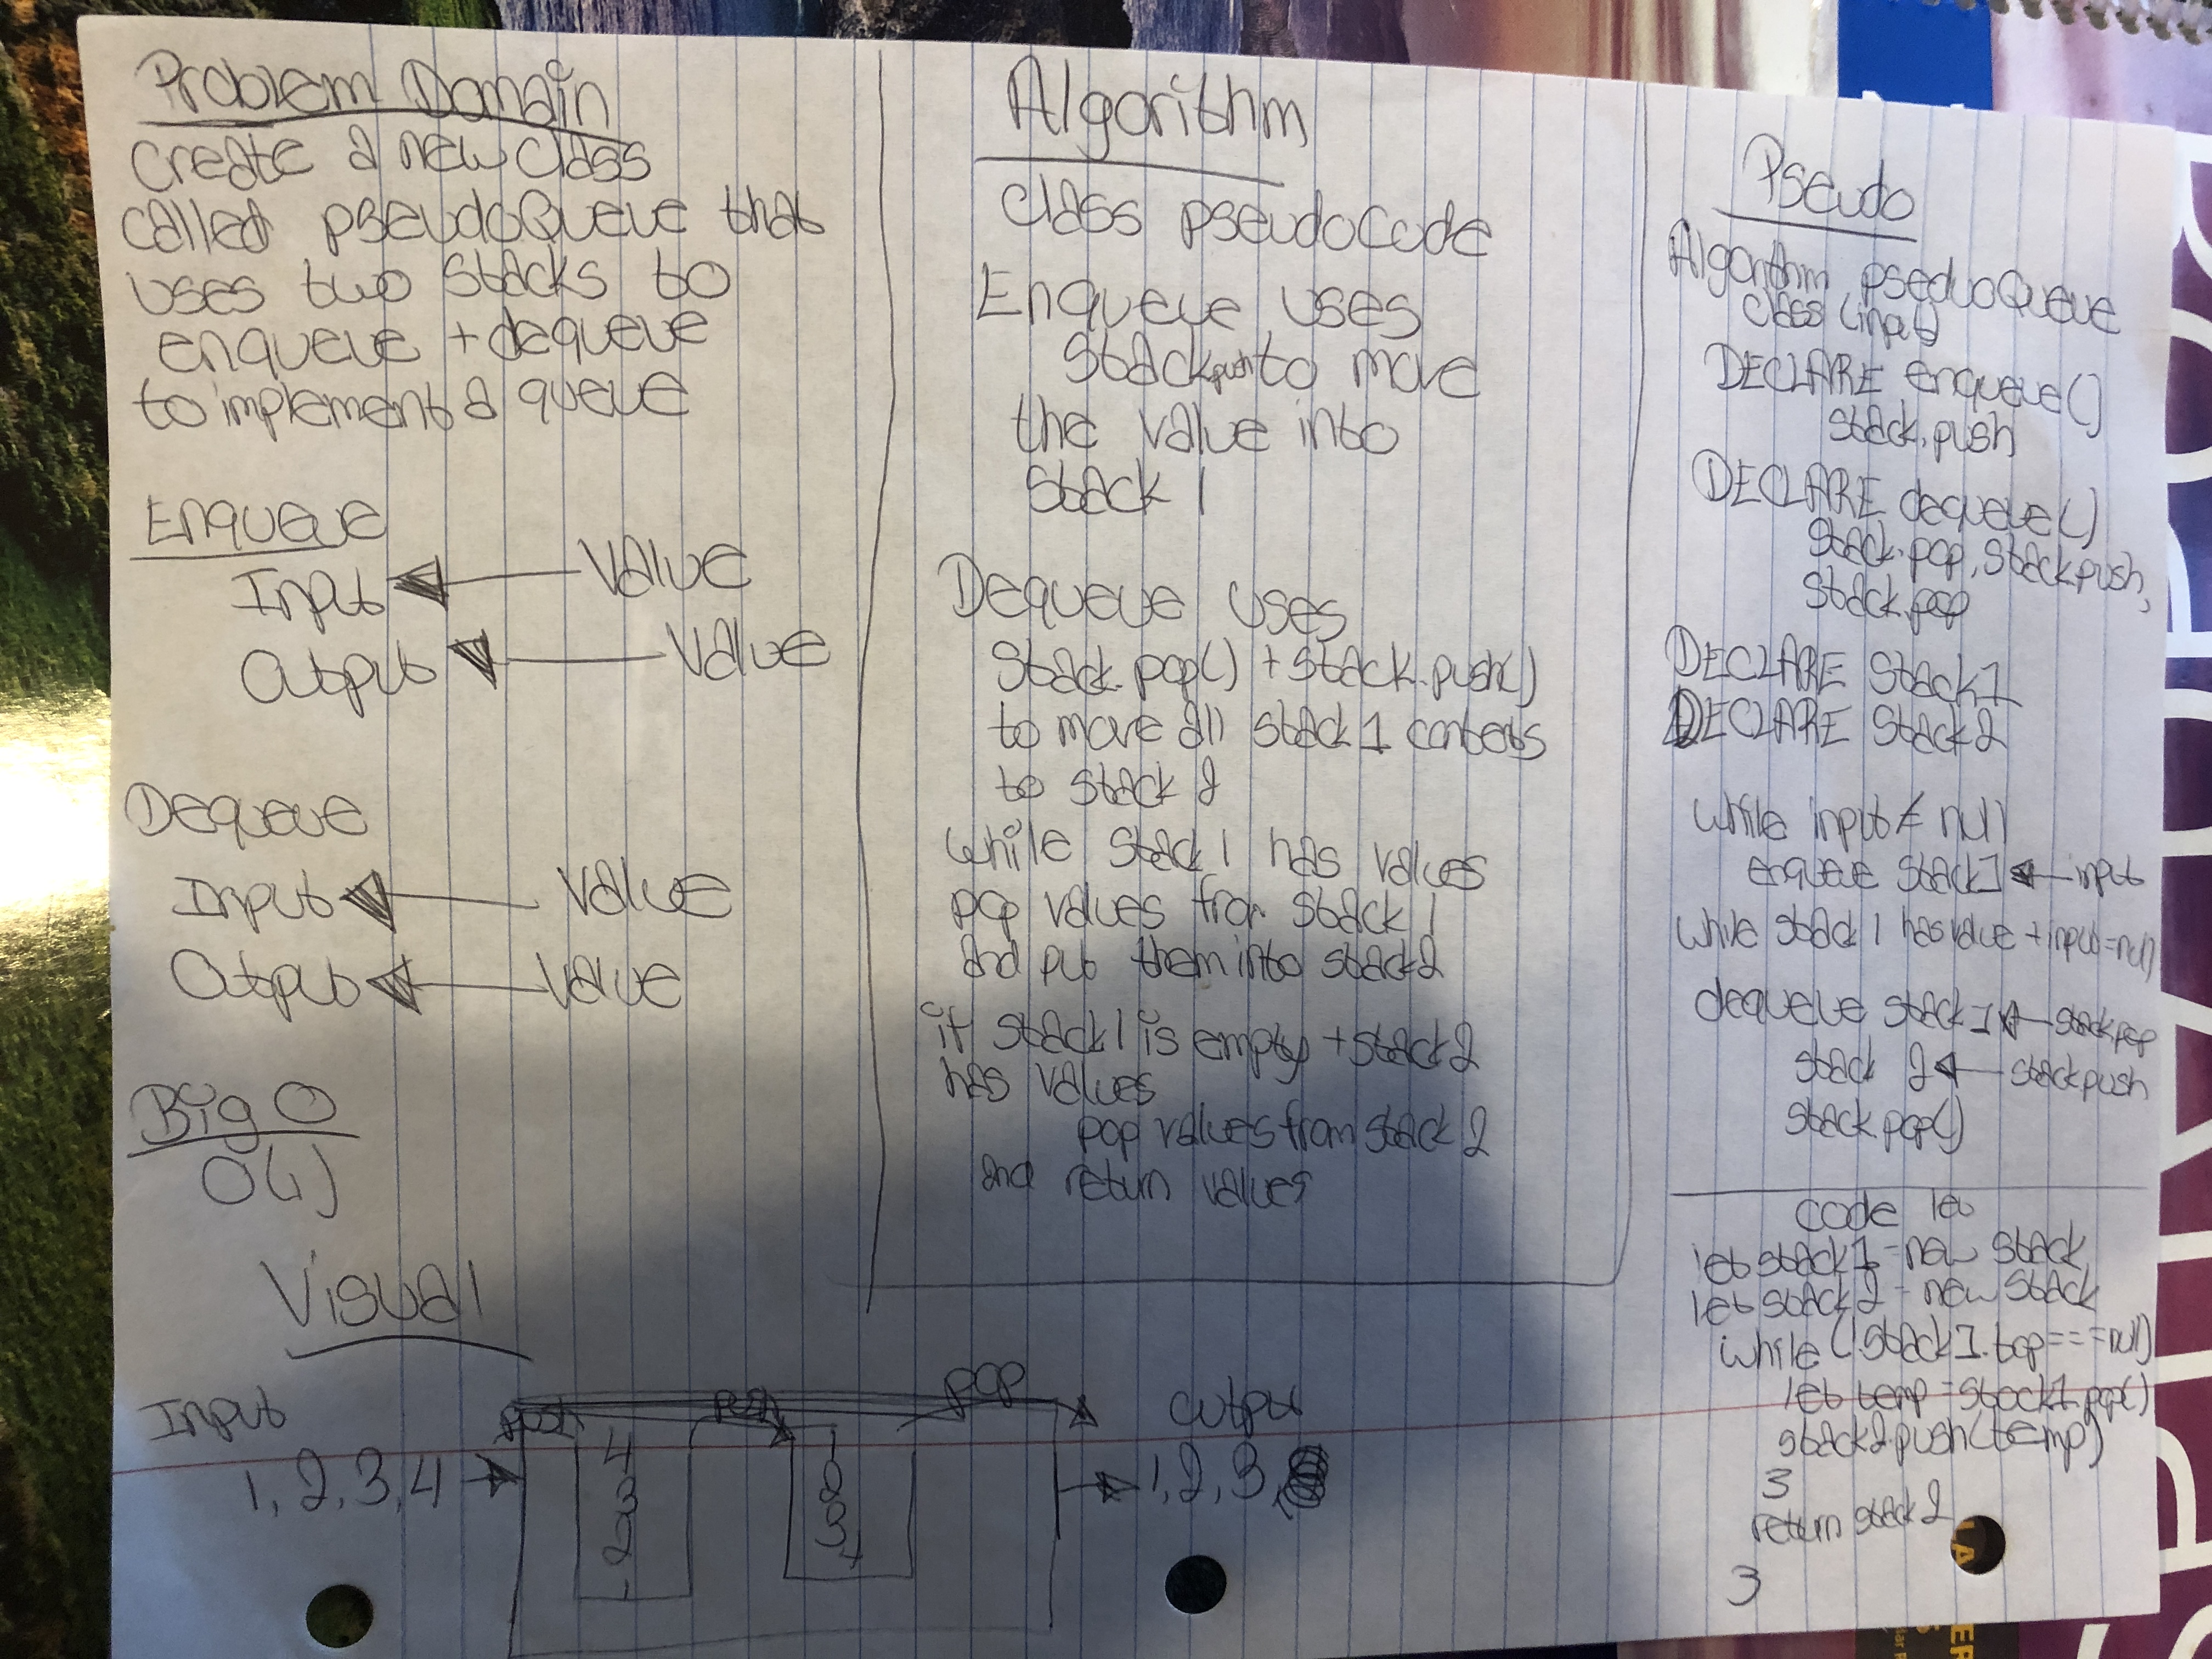 Problem Domain
Create a new class
called pseudoQueue that
uses two stacks to
enqueue + dequeue
to implement a queue
Enqueue
Input ← value
Output ← value
Dequeue
Input ← value
Output ← value
Big O
O(1)
Visual
Input
1, 2, 3, 4 →
push
4
3
2
1
push
1
2
3
4
pop
output
→ 1, 2, 3
Algorithm
class pseudocode
Enqueue uses
stack push to move
the value into
stack 1
Dequeue uses
stack.pop() + stack.push()
to move all stack 1 contents
to stack 2
while stack 1 has values
pop values from stack 1
and put them into stack 2
if stack 1 is empty + stack 2
has values
pop values from stack 2
and return values
Pseudo
Algorithm PseduoQueue
class
DECLARE enqueue()
stack.push
DECLARE dequeue()
stack.pop, stack.push,
stack.pop
DECLARE stack 1
DECLARE stack 2
while input ≠ null
enqueue stack 1 ← input
while stack 1 has value + input=null
dequeue stack 1 ← stack.pop
stack 2 ← stack push
stack pop()
Code let
let stack 1 = new stack
let stack 2 = new stack
while (!stack1.top === null)
let temp = stack1.pop()
stack2.push(temp)
}
return stack 2
}